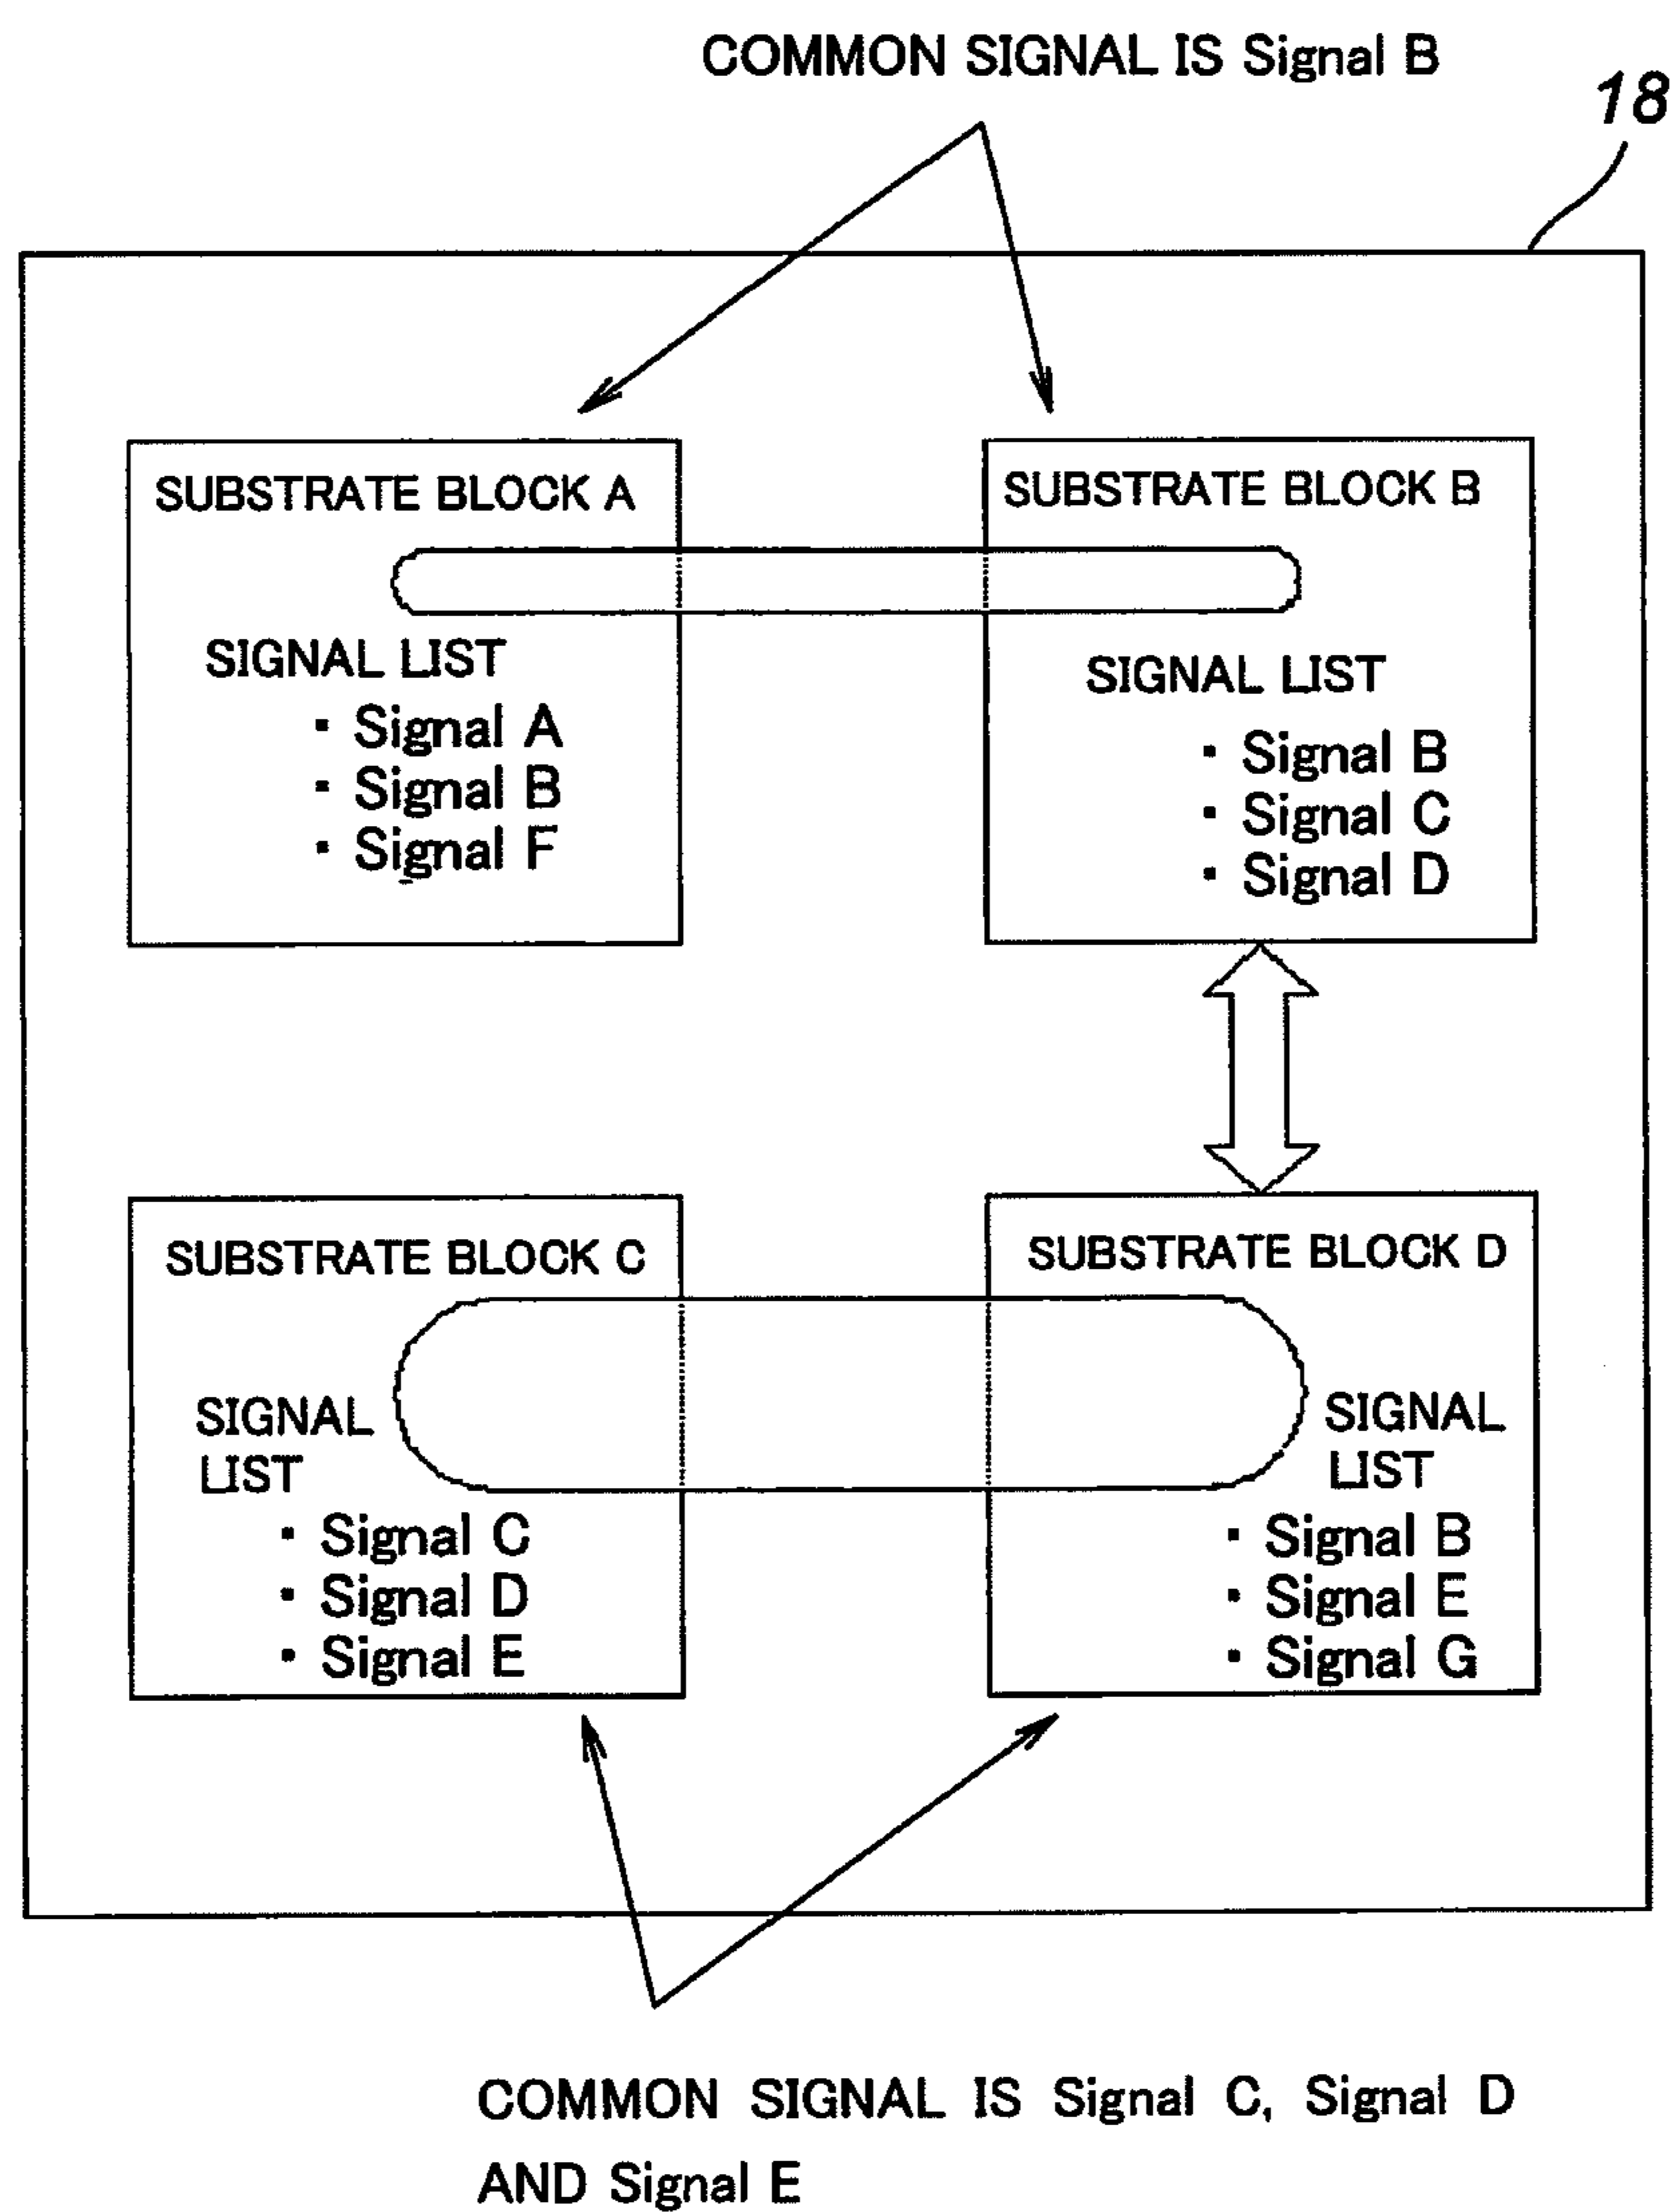 COMMON SIGNAL IS Signal B
18
SUBSTRATE BLOCK A
SIGNAL LIST
・ Signal A
・ Signal B
・ Signal F
SUBSTRATE BLOCK B
SIGNAL LIST
・ Signal B
・ Signal C
・ Signal D
SUBSTRATE BLOCK C
SIGNAL
LIST
・ Signal C
・ Signal D
・ Signal E
SUBSTRATE BLOCK D
SIGNAL
LIST
・ Signal B
・ Signal E
・ Signal G
COMMON SIGNAL IS Signal C, Signal D
AND Signal E